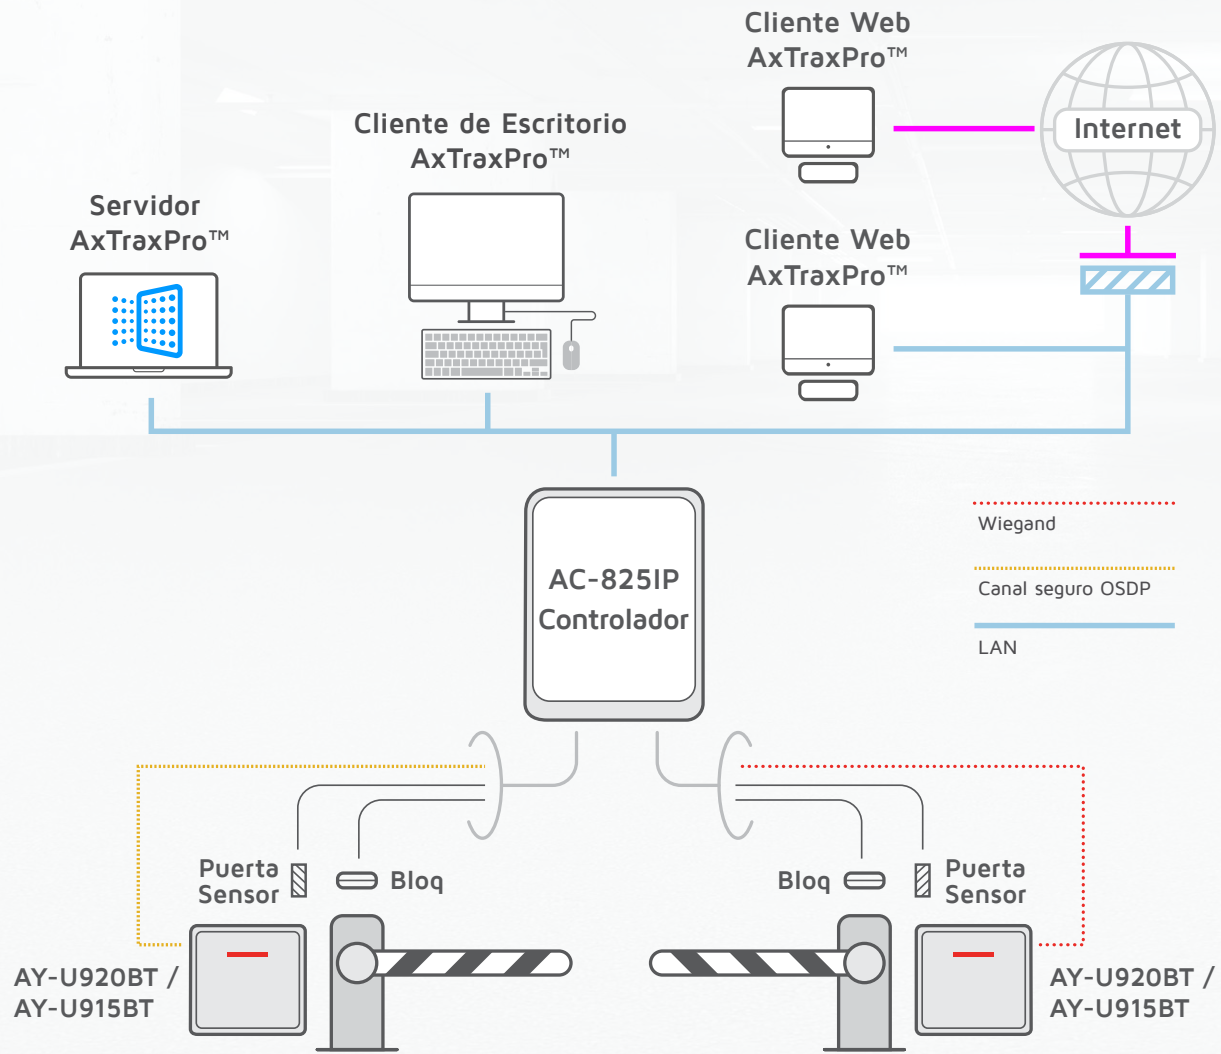 Cliente Web
AxTraxPro™
Internet
Cliente de Escritorio
AxTraxPro™
Servidor
AxTraxPro™
Cliente Web
AxTraxPro™
AC-825IP
Controlador
Wiegand
Canal seguro OSDP
LAN
Puerta
Sensor
Bloq
Bloq
Puerta
Sensor
AY-U920BT /
AY-U915BT
AY-U920BT /
AY-U915BT